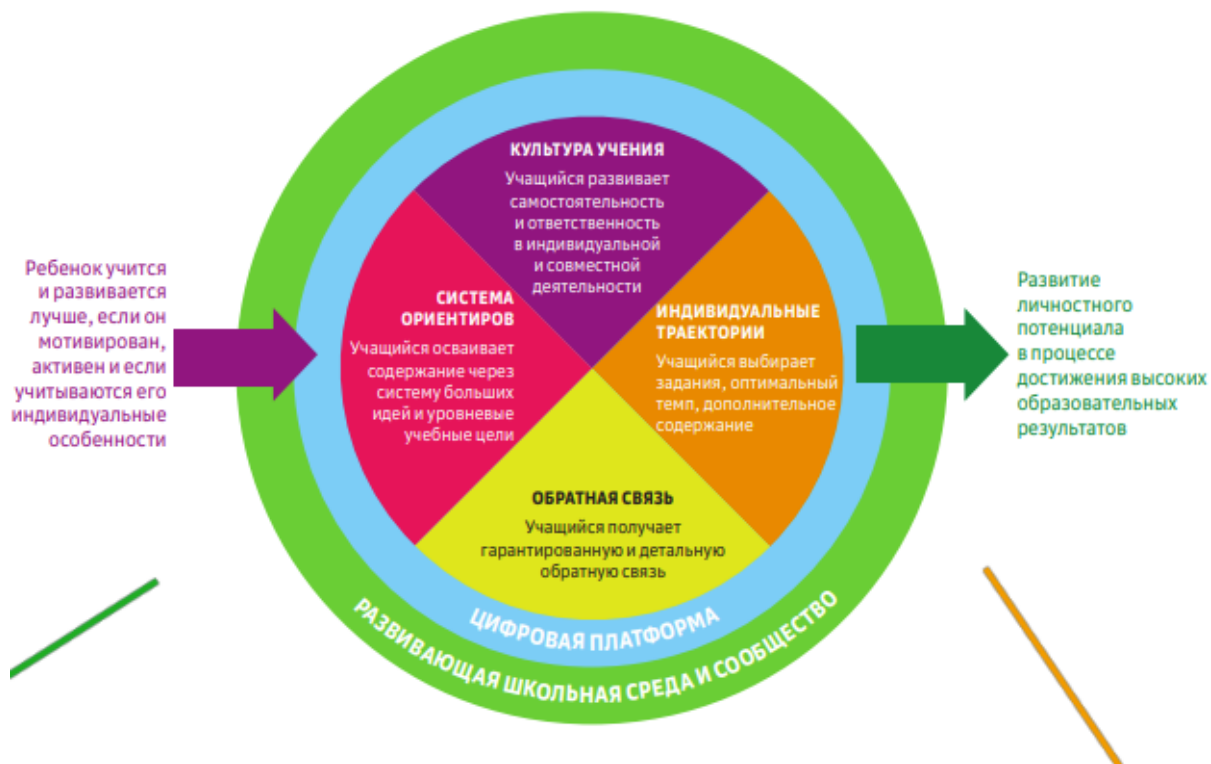 Ребенок учится
и развивается
лучше, если он
мотивирован,
активен и если
учитываются его
индивидуальные
особенности
КУЛЬТУРА УЧЕНИЯ
Учащийся развивает
самостоятельность
и ответственность
в индивидуальной
и совместной
деятельности
СИСТЕМА
ОРИЕНТИРОВ
Учащийся осваивает
содержание через
систему больших
идей и уровневые
учебные цели
ИНДИВИДУАЛЬНЫЕ
ТРАЕКТОРИИ
Учащийся выбирает
задания, оптимальный
темп, дополнительное
содержание
ОБРАТНАЯ СВЯЗЬ
Учащийся получает
гарантированную и детальную
обратную связь
ЦИФРОВАЯ ПЛАТФОРМА
РАЗВИВАЮЩАЯ ШКОЛЬНАЯ СРЕДА И СООБЩЕСТВО
Развитие
личностного
потенциала
в процессе
достижения высоких
образовательных
результатов